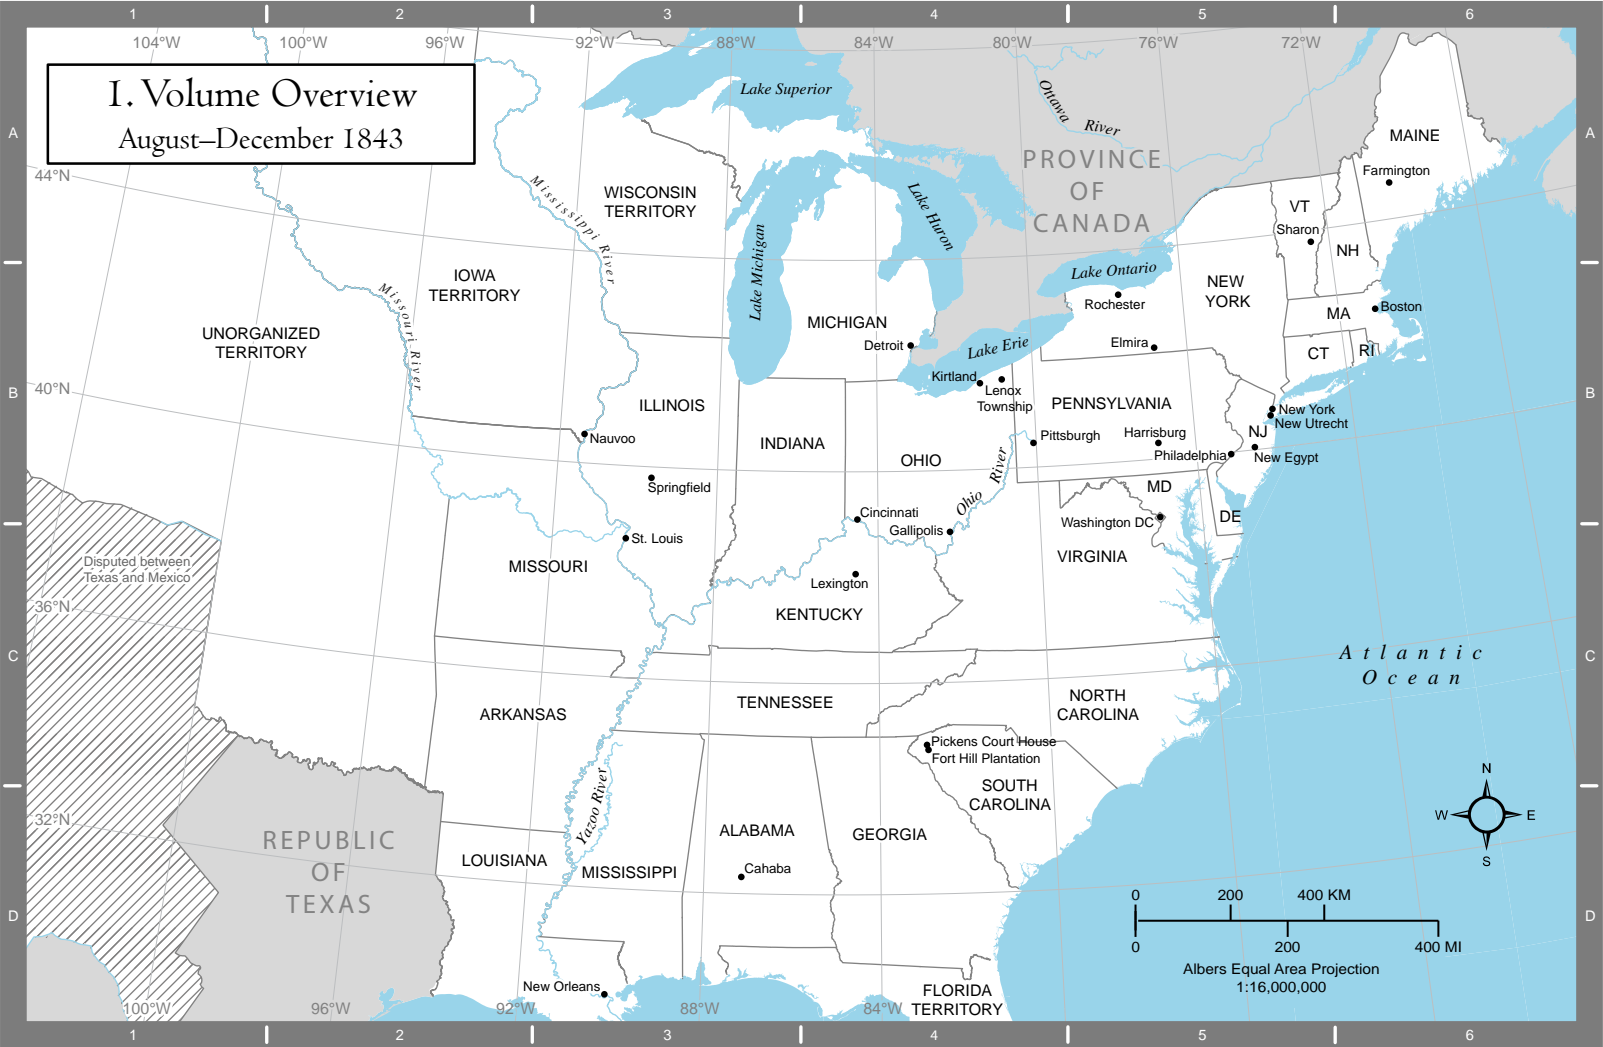 1
2
3
4
5
6
104°W
100°W
96°W
92°W
88°W
84°W
80°W
76°W
72°W
1. Volume Overview
August–December 1843
A
A
Lake Superior
Ottawa River
MAINE
Farmington
PROVINCE
OF
CANADA
44°N
WISCONSIN
TERRITORY
Mississippi River
Lake Huron
Lake Michigan
VT
Sharon
NH
IOWA
TERRITORY
Missouri River
Lake Ontario
Rochester
NEW
YORK
UNORGANIZED
TERRITORY
MICHIGAN
Detroit
Lake Erie
Elmira
MA
Boston
CT
RI
B
B
40°N
Kirtland
Lenox
Township
ILLINOIS
PENNSYLVANIA
New York
New Utrecht
NJ
Nauvoo
INDIANA
OHIO
Pittsburgh
Harrisburg
Philadelphia
New Egypt
Springfield
Ohio River
MD
DE
Cincinnati
Gallipolis
Washington DC
St. Louis
VIRGINIA
Disputed between
Texas and Mexico
MISSOURI
Lexington
KENTUCKY
36°N
C
C
Atlantic
Ocean
TENNESSEE
NORTH
CAROLINA
ARKANSAS
Pickens Court House
Fort Hill Plantation
SOUTH
CAROLINA
Yazoo River
N
W
E
S
32°N
REPUBLIC
OF
TEXAS
ALABAMA
GEORGIA
LOUISIANA
MISSISSIPPI
Cahaba
D
D
0
200
400 KM
0
200
400 MI
Albers Equal Area Projection
1:16,000,000
New Orleans
FLORIDA
TERRITORY
100°W
96°W
92°W
88°W
84°W
1
2
3
4
5
6